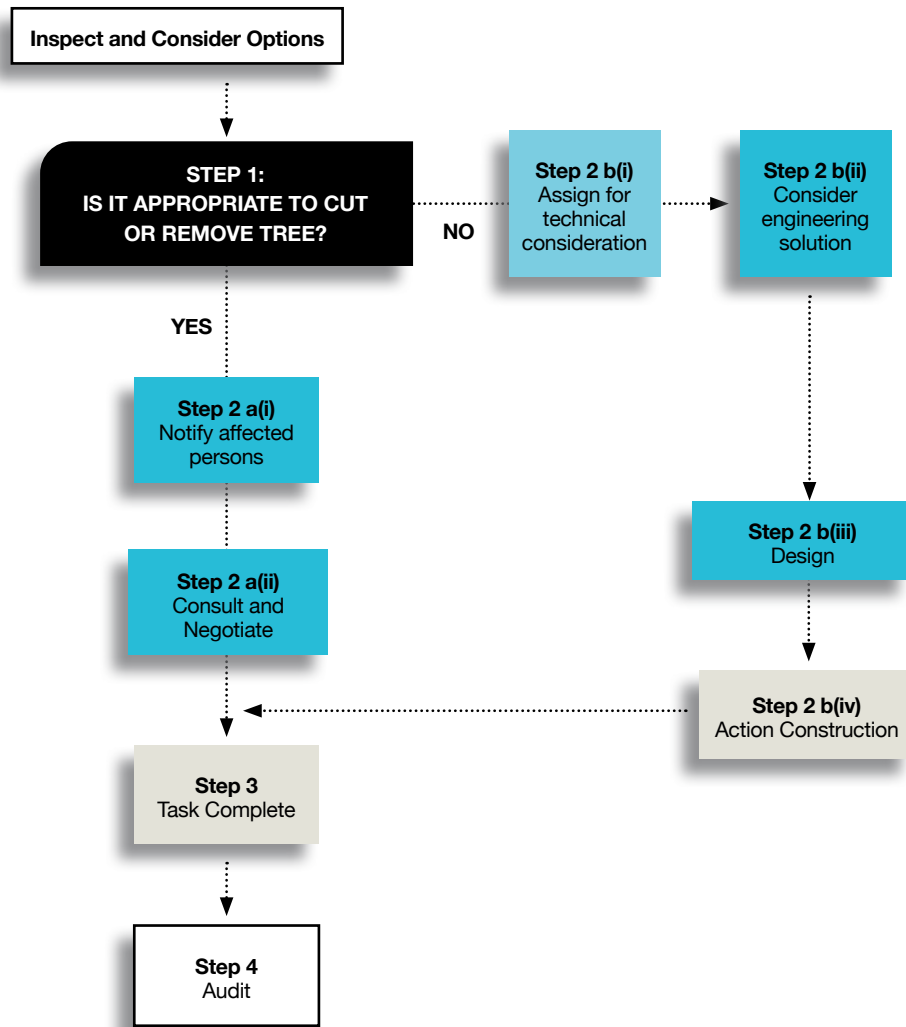 Inspect and Consider Options
STEP 1:
IS IT APPROPRIATE TO CUT
OR REMOVE TREE?
NO
Step 2 b(i)
Assign for
technical
consideration
Step 2 b(ii)
Consider
engineering
solution
YES
Step 2 a(i)
Notify affected
persons
Step 2 a(ii)
Consult and
Negotiate
Step 2 b(iii)
Design
Step 2 b(iv)
Action Construction
Step 3
Task Complete
Step 4
Audit